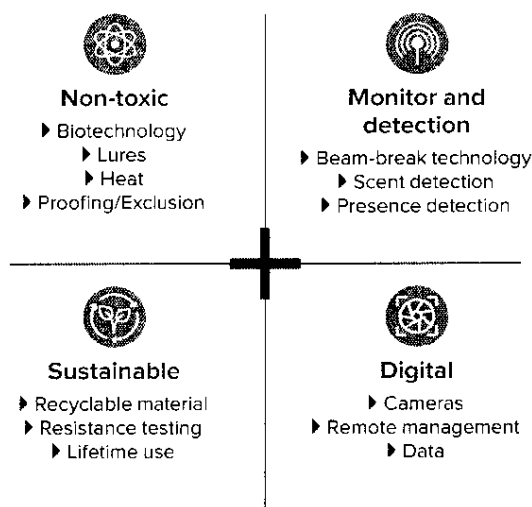 Non-toxic
Biotechnology
Lures
Heat
Proofing/Exclusion
Monitor and
detection
Beam-break technology
Scent detection
Presence detection
Sustainable
Recyclable material
Resistance testing
Lifetime use
Digital
Cameras
Remote management
Data